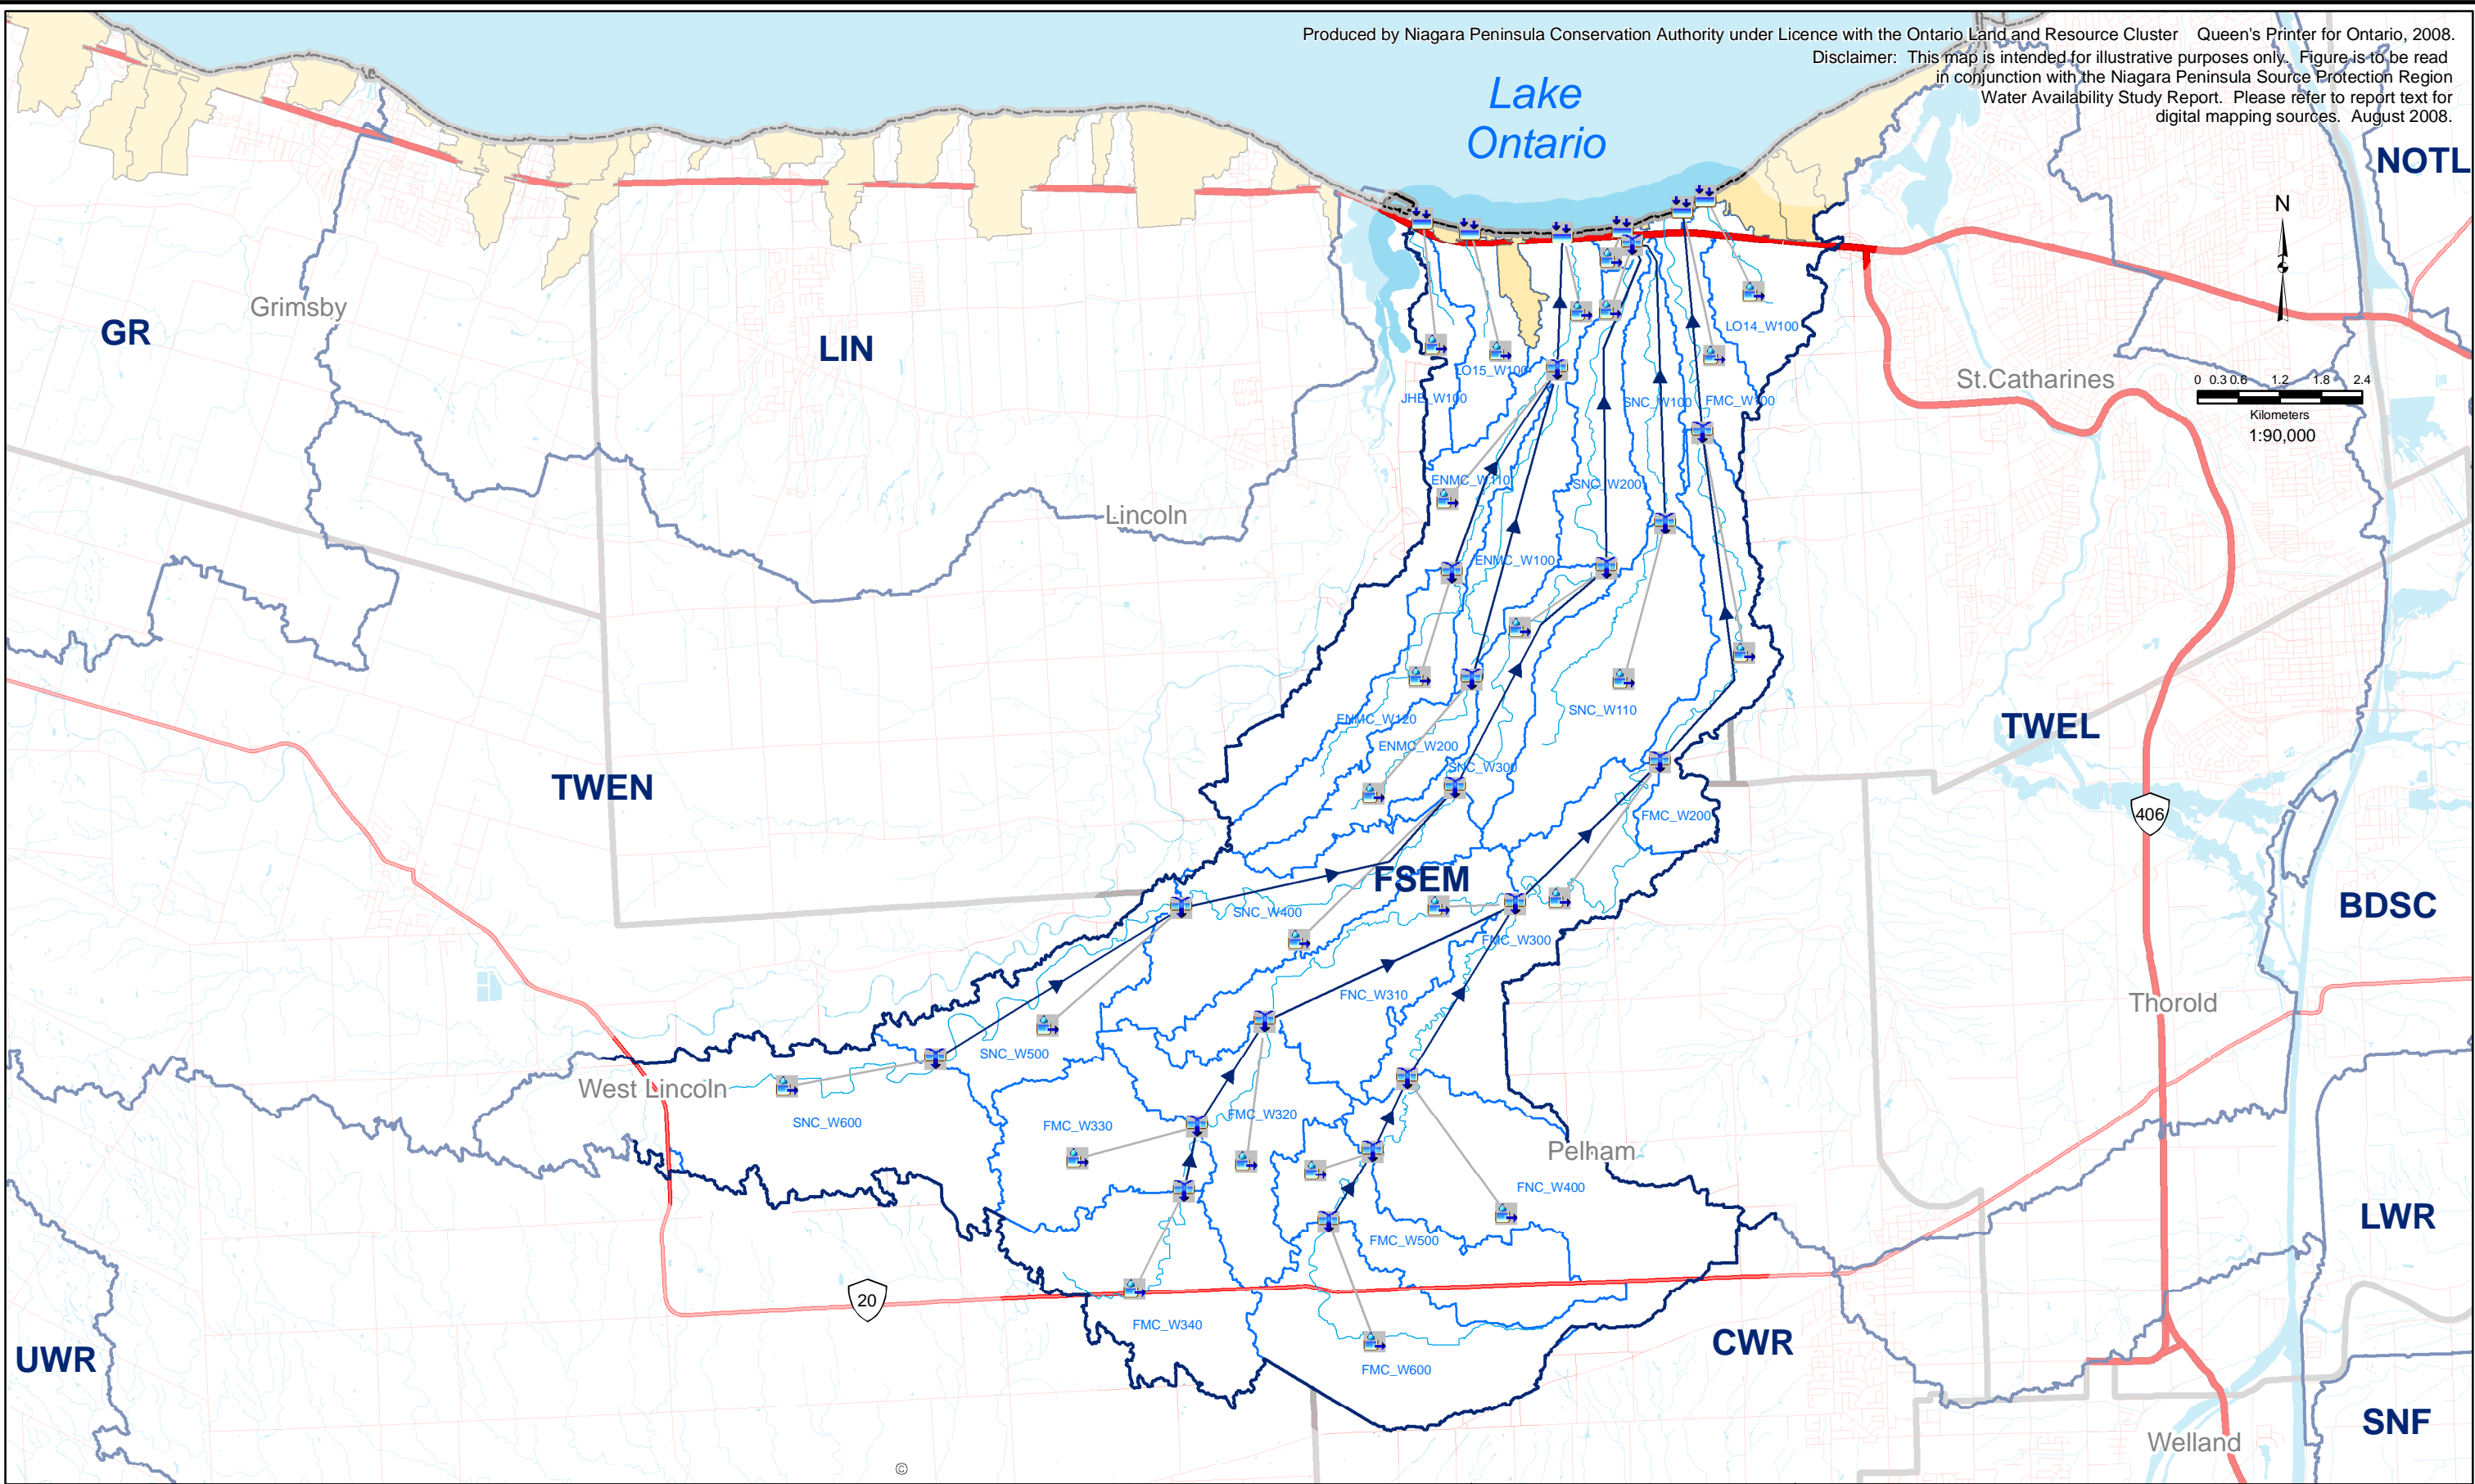 Produced by Niagara Peninsula Conservation Authority under Licence with the Ontario Land and Resource Cluster Queen's Printer for Ontario, 2008.
Disclaimer: This map is intended for illustrative purposes only. Figure is to be read
in conjunction with the Niagara Peninsula Source Protection Region
Water Availability Study Report. Please refer to report text for
digital mapping sources. August 2008.
Lake
Ontario
NOTL
N
Grimsby
GR
LIN
LO14_W100
St.Catharines
0 0.3 0.6 1.2 1.8 2.4
Kilometers
1:90,000
LO15_W100
JHB_W100
SNC_W100
FMC_W100
ENMC_W110
SNC_W200
Lincoln
ENMC_W100
ENMC_W120
SNC_W110
TWEL
ENMC_W200
SNC_W300
TWEN
FMC_W200
406
FSEM
BDSC
SNC_W400
FMC_W300
FNC_W310
Thorold
SNC_W500
West Lincoln
SNC_W600
FMC_W330
FMC_W320
Pelham
FNC_W400
LWR
FMC_W500
20
FMC_W340
UWR
CWR
FMC_W600
SNF
Welland
©